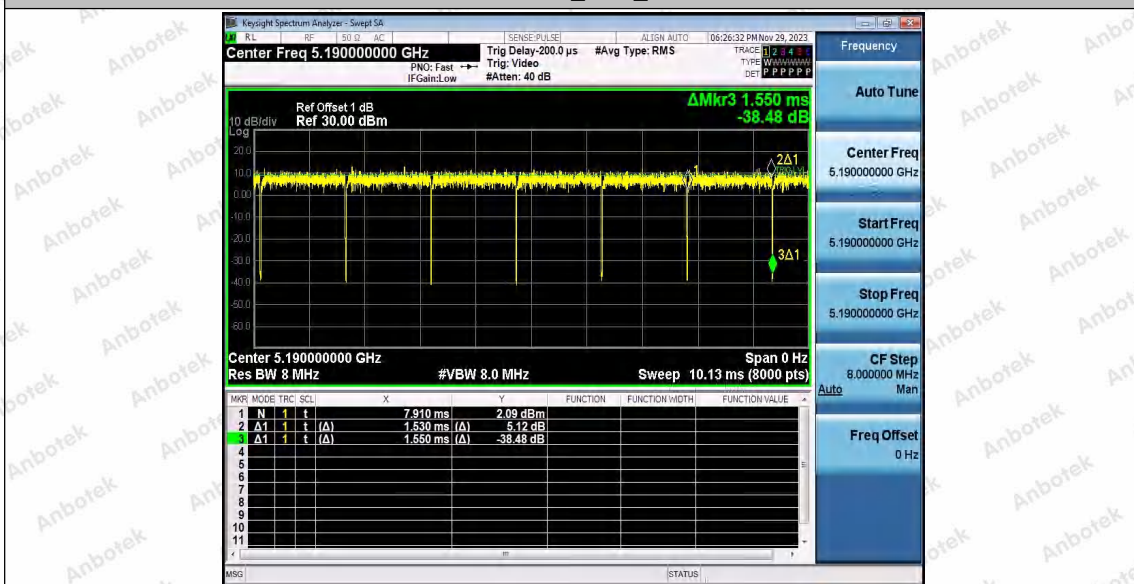 Keysight Spectrum Analyzer - Swept SA
RL RF 50 Ω AC SENSE:PULSE ALIGN AUTO 06:26:32 PM Nov 29, 2023
Center Freq 5.190000000 GHz
PNO: Fast
IFGain:Low
Trig Delay-200.0 µs
Trig: Video
#Atten: 40 dB
#Avg Type: RMS
TRACE 1 2 3 4 5 6
TYPE WWWWWW
DET P P P P P P
Ref Offset 1 dB
Ref 30.00 dBm
10 dB/div
Log
ΔMkr3 1.550 ms
-38.48 dB
20.0
10.0
0.00
-10.0
-20.0
-30.0
-40.0
-50.0
-60.0
1
2Δ1
3Δ1
Center 5.190000000 GHz Span 0 Hz
Res BW 8 MHz #VBW 8.0 MHz Sweep 10.13 ms (8000 pts)
MKR MODE TRC SCL X Y FUNCTION FUNCTION WIDTH FUNCTION VALUE
1 N 1 t 7.910 ms 2.09 dBm
2 Δ1 1 t (Δ) 1.530 ms (Δ) 5.12 dB
3 Δ1 1 t (Δ) 1.550 ms (Δ) -38.48 dB
4
5
6
7
8
9
10
11
MSG STATUS
Frequency
Auto Tune
Center Freq
5.190000000 GHz
Start Freq
5.190000000 GHz
Stop Freq
5.190000000 GHz
CF Step
8.000000 MHz
Auto Man
Freq Offset
0 Hz
Anbotek